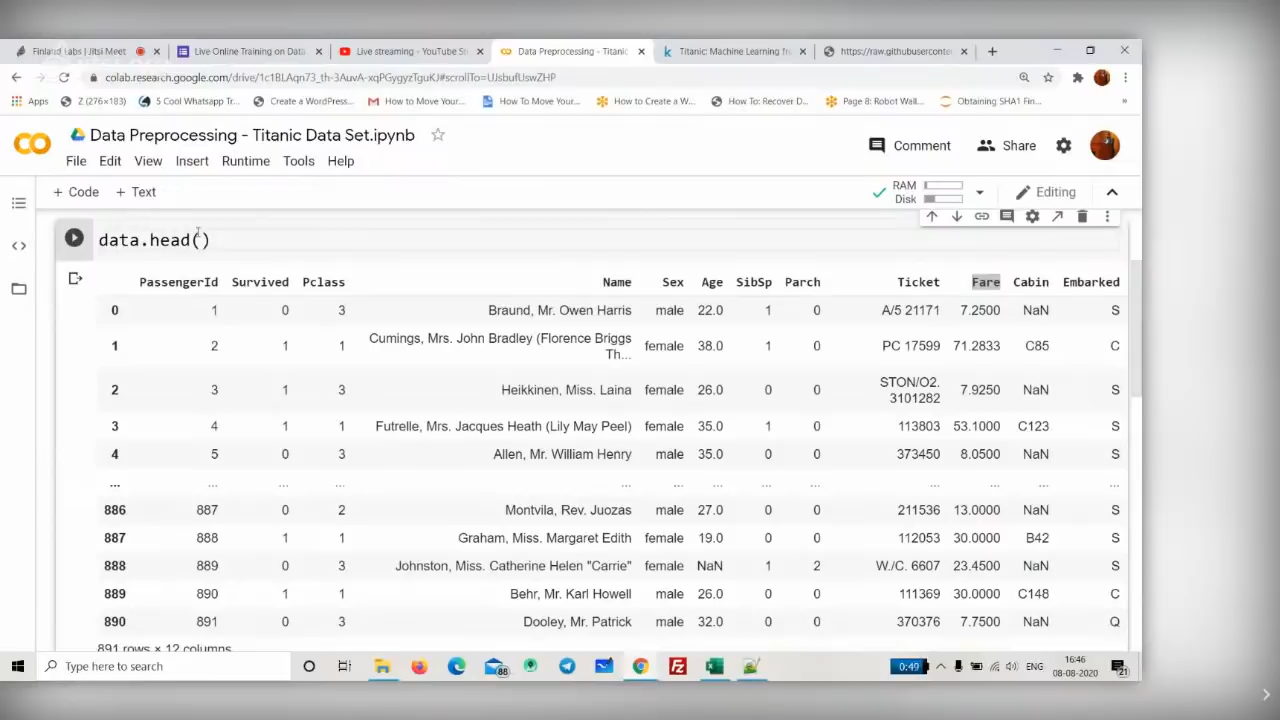 Finland Labs | Jitsi Meet
Live Online Training on Data
Live streaming - YouTube St
Data Preprocessing - Titanic
Titanic: Machine Learning from
https://raw.githubuserconte
colab.research.google.com/drive/1c1BLAqn73_th-3AuvA-xqPGygyzTguKJ#scrollTo=UJsbufUswZHP
Apps
Z (276×183)
5 Cool Whatsapp Tr...
Create a WordPress...
How to Move Your...
How To Move Your...
How to Create a W...
How To: Recover D...
Page 8: Robot Wall...
Obtaining SHA1 Fin...
»
CO
Data Preprocessing - Titanic Data Set.ipynb
Comment
Share
File Edit View Insert Runtime Tools Help
+ Code + Text
RAM
Disk
Editing
data.head()
PassengerId Survived Pclass Name Sex Age SibSp Parch Ticket Fare Cabin Embarked
0 1 0 3 Braund, Mr. Owen Harris male 22.0 1 0 A/5 21171 7.2500 NaN S
1 2 1 1 Cumings, Mrs. John Bradley (Florence Briggs Th... female 38.0 1 0 PC 17599 71.2833 C85 C
2 3 1 3 Heikkinen, Miss. Laina female 26.0 0 0 STON/O2. 3101282 7.9250 NaN S
3 4 1 1 Futrelle, Mrs. Jacques Heath (Lily May Peel) female 35.0 1 0 113803 53.1000 C123 S
4 5 0 3 Allen, Mr. William Henry male 35.0 0 0 373450 8.0500 NaN S
... ... ... ... ... ... ... ... ... ... ... ... ...
886 887 0 2 Montvila, Rev. Juozas male 27.0 0 0 211536 13.0000 NaN S
887 888 1 1 Graham, Miss. Margaret Edith female 19.0 0 0 112053 30.0000 B42 S
888 889 0 3 Johnston, Miss. Catherine Helen "Carrie" female NaN 1 2 W./C. 6607 23.4500 NaN S
889 890 1 1 Behr, Mr. Karl Howell male 26.0 0 0 111369 30.0000 C148 C
890 891 0 3 Dooley, Mr. Patrick male 32.0 0 0 370376 7.7500 NaN Q
891 rows × 12 columns
Type here to search
88
0:49
ENG
16:46
08-08-2020
21